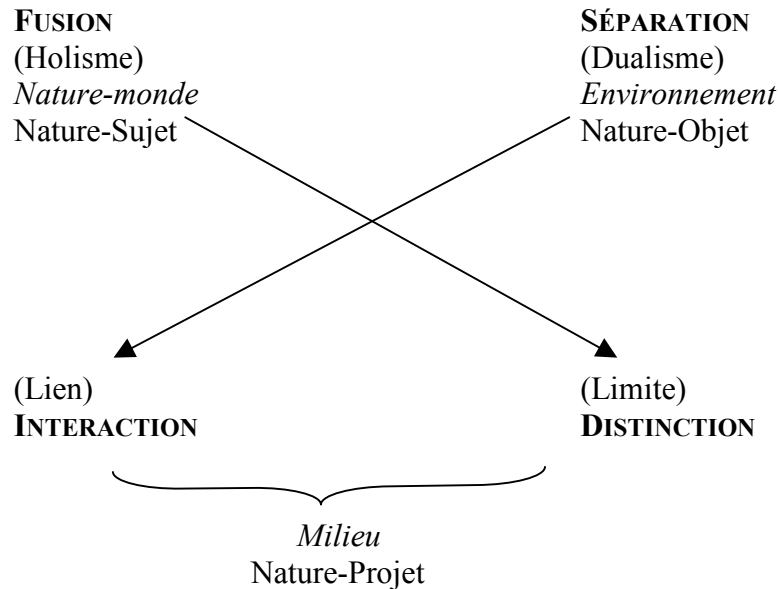 FUSION
(Holisme)
Nature-monde
Nature-Sujet
SÉPARATION
(Dualisme)
Environnement
Nature-Objet
(Lien)
INTERACTION
(Limite)
DISTINCTION
Milieu
Nature-Projet